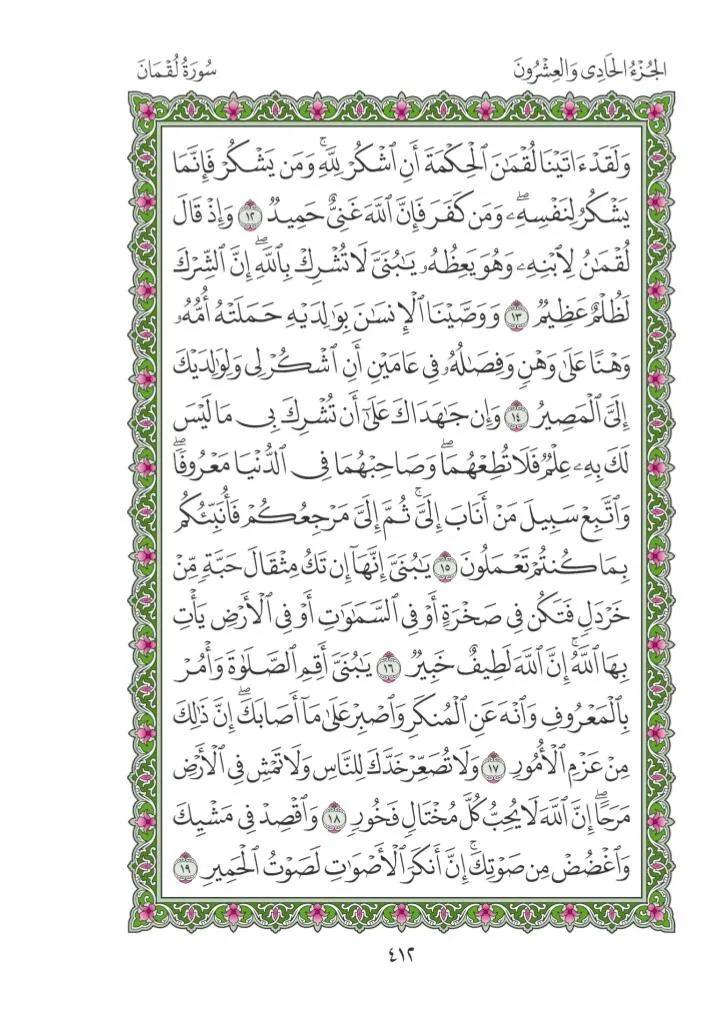 الجُزْءُ الحَادِي وَالعِشْرُونَ
سُورَةُ لُقْمَانَ
وَلَقَدْ ءَاتَيْنَا لُقْمَٰنَ ٱلْحِكْمَةَ أَنِ ٱشْكُرْ لِلَّهِۚ وَمَن يَشْكُرْ فَإِنَّمَا
يَشْكُرُ لِنَفْسِهِۦۖ وَمَن كَفَرَ فَإِنَّ ٱللَّهَ غَنِىٌّ حَمِيدٌ ١٢ وَإِذْ قَالَ
لُقْمَٰنُ لِٱبْنِهِۦ وَهُوَ يَعِظُهُۥ يَٰبُنَىَّ لَا تُشْرِكْ بِٱللَّهِۖ إِنَّ ٱلشِّرْكَ
لَظُلْمٌ عَظِيمٌ ١٣ وَوَصَّيْنَا ٱلْإِنسَٰنَ بِوَٰلِدَيْهِ حَمَلَتْهُ أُمُّهُۥ
وَهْنًا عَلَىٰ وَهْنٍ وَفِصَٰلُهُۥ فِى عَامَيْنِ أَنِ ٱشْكُرْ لِى وَلِوَٰلِدَيْكَ
إِلَىَّ ٱلْمَصِيرُ ١٤ وَإِن جَٰهَدَاكَ عَلَىٰٓ أَن تُشْرِكَ بِى مَا لَيْسَ
لَكَ بِهِۦ عِلْمٌ فَلَا تُطِعْهُمَاۖ وَصَاحِبْهُمَا فِى ٱلدُّنْيَا مَعْرُوفًاۖ
وَٱتَّبِعْ سَبِيلَ مَنْ أَنَابَ إِلَىَّۚ ثُمَّ إِلَىَّ مَرْجِعُكُمْ فَأُنَبِّئُكُم
بِمَا كُنتُمْ تَعْمَلُونَ ١٥ يَٰبُنَىَّ إِنَّهَآ إِن تَكُ مِثْقَالَ حَبَّةٍ مِّنْ
خَرْدَلٍ فَتَكُن فِى صَخْرَةٍ أَوْ فِى ٱلسَّمَٰوَٰتِ أَوْ فِى ٱلْأَرْضِ يَأْتِ
بِهَا ٱللَّهُۚ إِنَّ ٱللَّهَ لَطِيفٌ خَبِيرٌ ١٦ يَٰبُنَىَّ أَقِمِ ٱلصَّلَوٰةَ وَأْمُرْ
بِٱلْمَعْرُوفِ وَٱنْهَ عَنِ ٱلْمُنكَرِ وَٱصْبِرْ عَلَىٰ مَآ أَصَابَكَۖ إِنَّ ذَٰلِكَ
مِنْ عَزْمِ ٱلْأُمُورِ ١٧ وَلَا تُصَعِّرْ خَدَّكَ لِلنَّاسِ وَلَا تَمْشِ فِى ٱلْأَرْضِ
مَرَحًاۖ إِنَّ ٱللَّهَ لَا يُحِبُّ كُلَّ مُخْتَالٍ فَخُورٍ ١٨ وَٱقْصِدْ فِى مَشْيِكَ
وَٱغْضُضْ مِن صَوْتِكَۚ إِنَّ أَنكَرَ ٱلْأَصْوَٰتِ لَصَوْتُ ٱلْحَمِيرِ ١٩
٤١٢